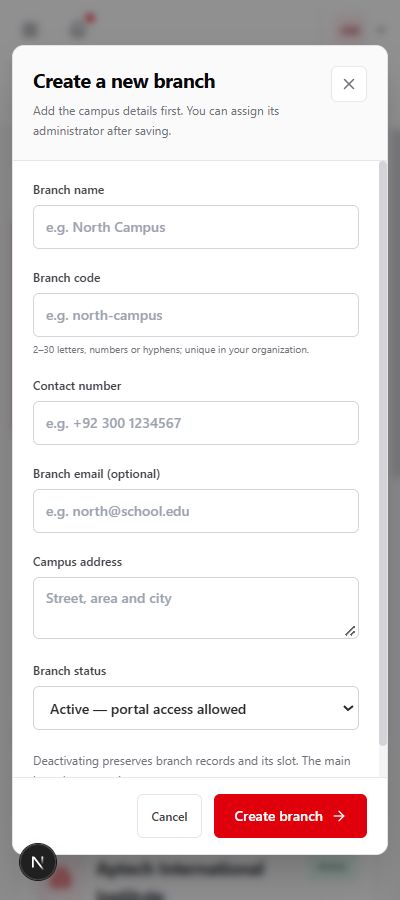 Create a new branch
Add the campus details first. You can assign its
administrator after saving.
Branch name
e.g. North Campus
Branch code
e.g. north-campus
2–30 letters, numbers or hyphens; unique in your organization.
Contact number
e.g. +92 300 1234567
Branch email (optional)
e.g. north@school.edu
Campus address
Street, area and city
Branch status
Active — portal access allowed
Deactivating preserves branch records and its slot. The main
Cancel
Create branch
N
Aptech International
Institute